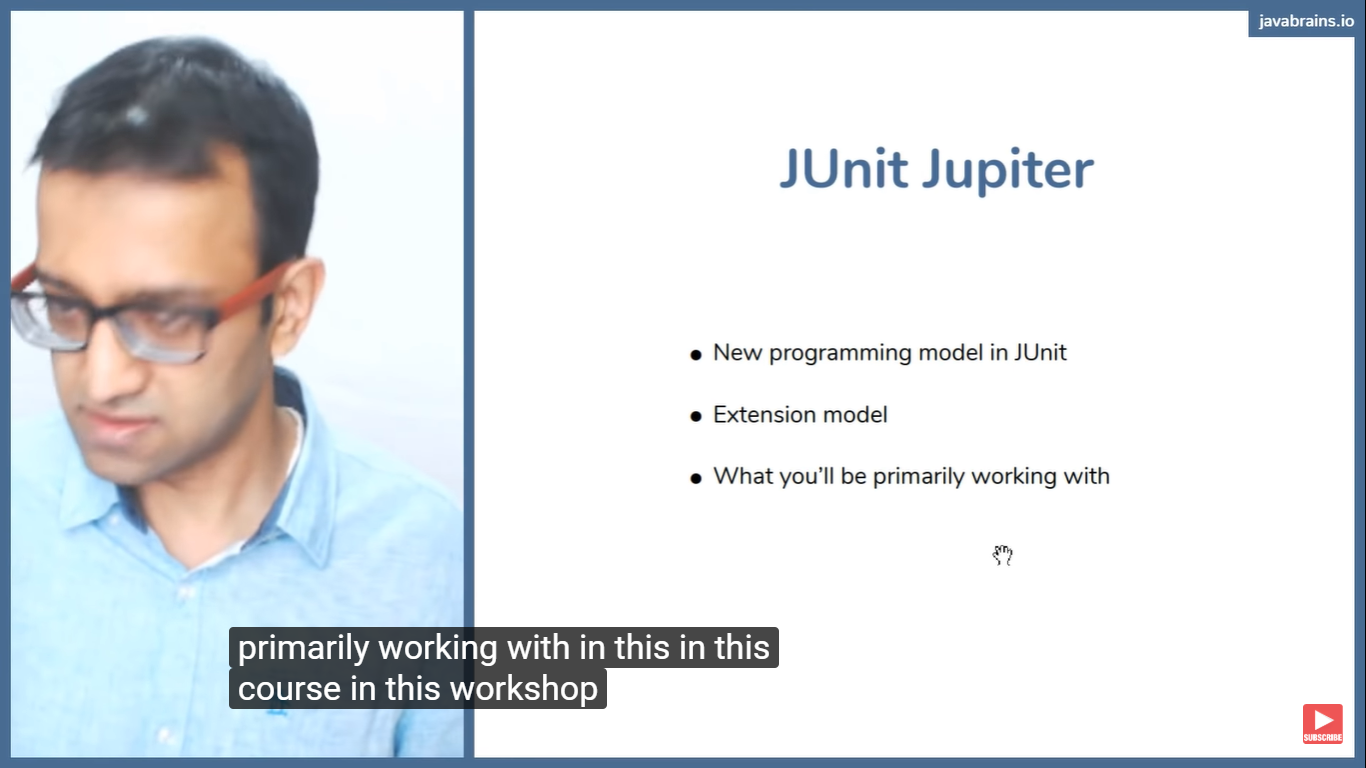 javabrains.io
JUnit Jupiter
● New programming model in JUnit
● Extension model
● What you’ll be primarily working with
primarily working with in this in this
course in this workshop
SUBSCRIBE